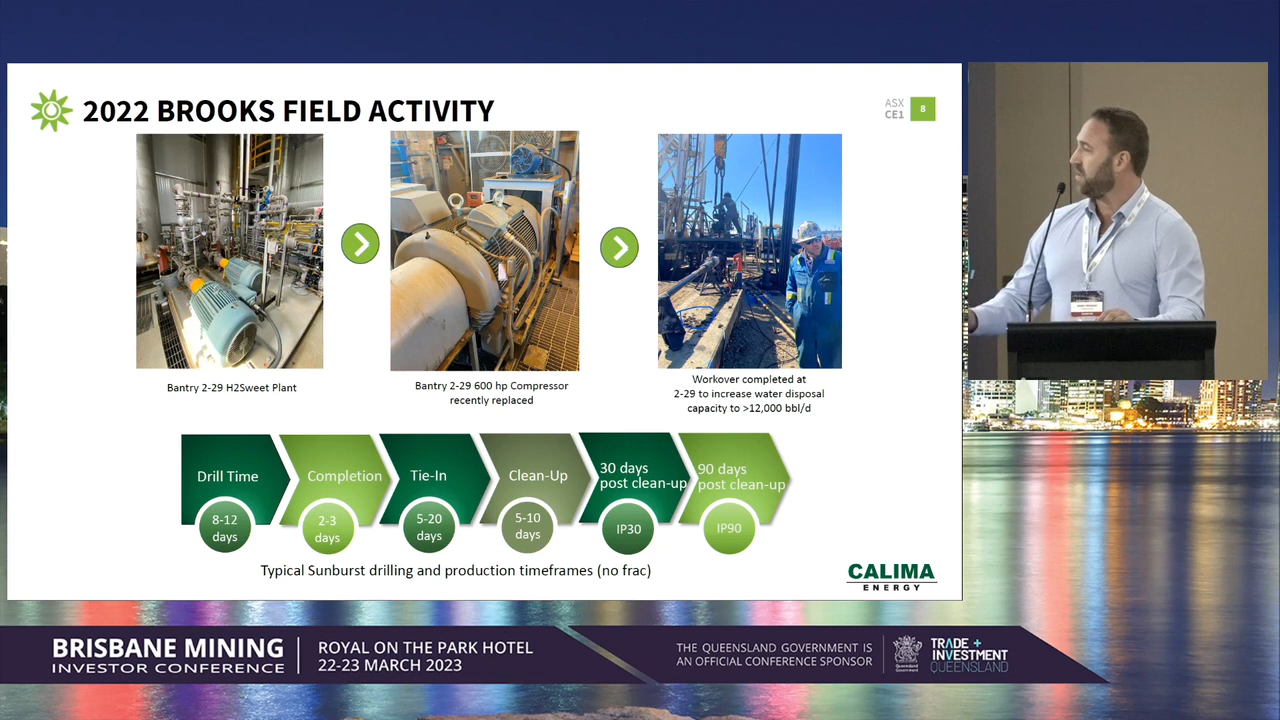 2022 BROOKS FIELD ACTIVITY
ASX
CE1
8
Bantry 2-29 H2Sweet Plant
Bantry 2-29 600 hp Compressor
recently replaced
Workover completed at
2-29 to increase water disposal
capacity to >12,000 bbl/d
Drill Time
8-12
days
Completion
2-3
days
Tie-In
5-20
days
Clean-Up
5-10
days
30 days
post clean-up
IP30
90 days
post clean-up
IP90
Typical Sunburst drilling and production timeframes (no frac)
CALIMA
ENERGY
BRISBANE MINING
INVESTOR CONFERENCE
ROYAL ON THE PARK HOTEL
22-23 MARCH 2023
THE QUEENSLAND GOVERNMENT IS
AN OFFICIAL CONFERENCE SPONSOR
Queensland
Government
TRADE +
INVESTMENT
QUEENSLAND